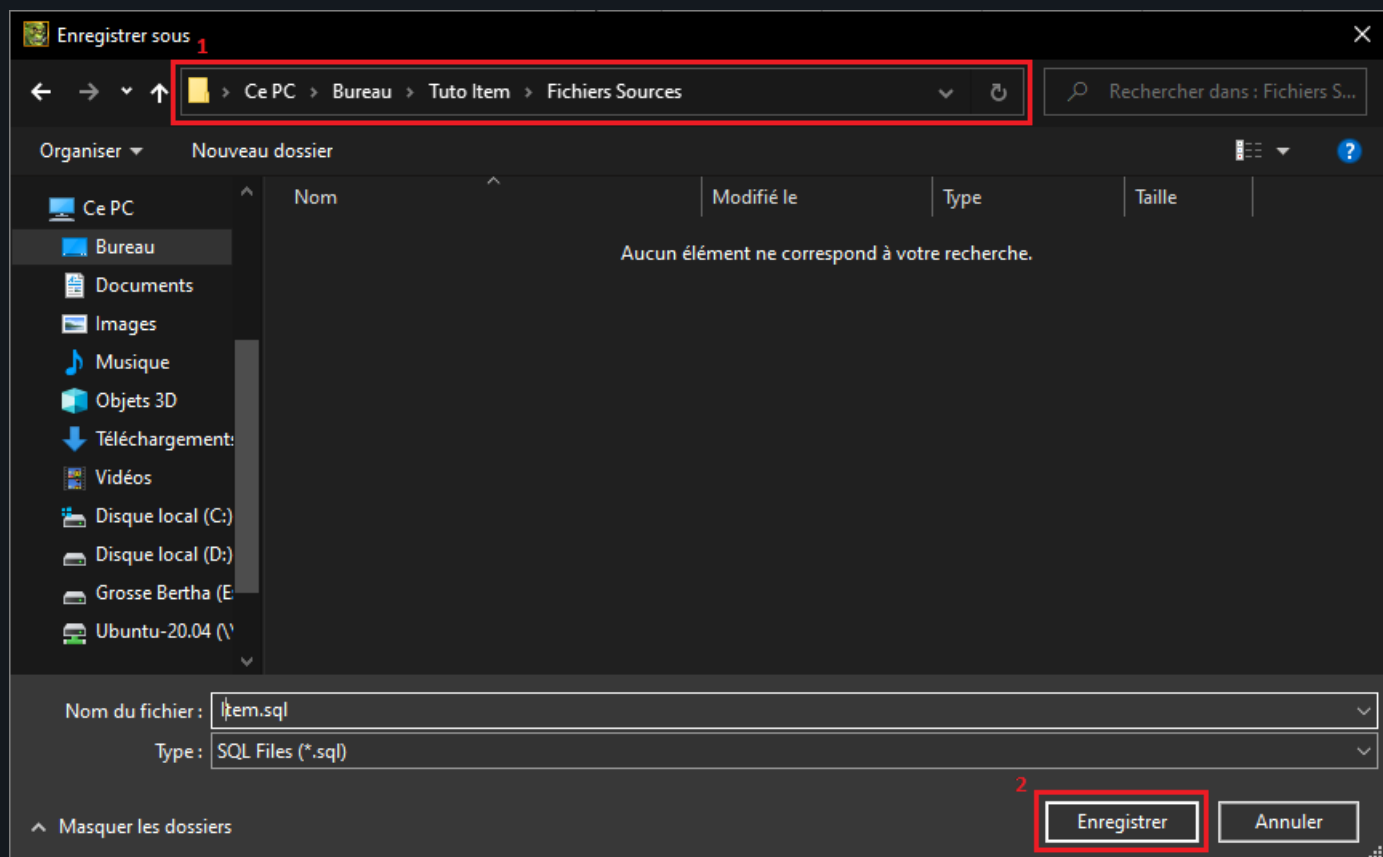 Enregistrer sous
1
Ce PC > Bureau > Tuto Item > Fichiers Sources
Rechercher dans : Fichiers S...
Organiser
Nouveau dossier
?
Nom
Modifié le
Type
Taille
Aucun élément ne correspond à votre recherche.
Ce PC
Bureau
Documents
Images
Musique
Objets 3D
Téléchargements
Vidéos
Disque local (C:)
Disque local (D:)
Grosse Bertha (E:
Ubuntu-20.04 (\\
Nom du fichier :
Item.sql
Type :
SQL Files (*.sql)
2
Masquer les dossiers
Enregistrer
Annuler